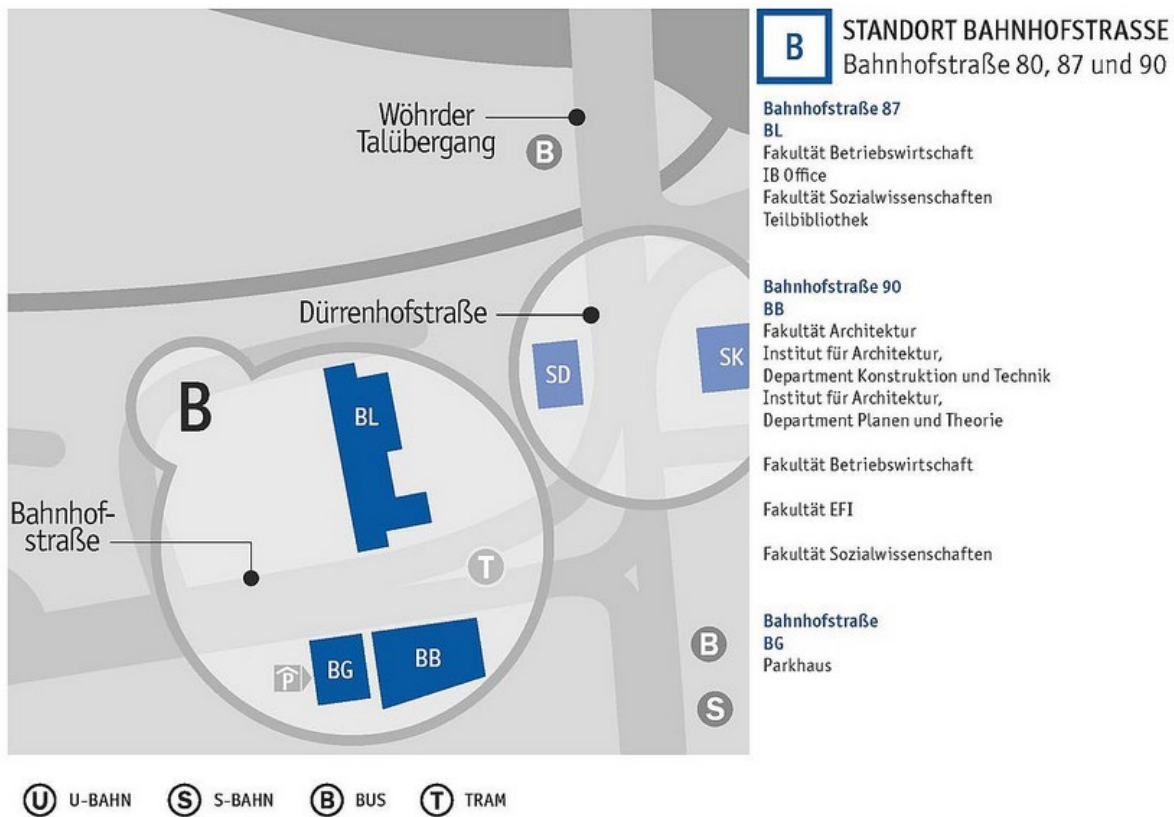 Wöhrder
Talübergang
B
Dürrenhofstraße
SD
SK
B
BL
Bahnhof-
straße
T
BG
BB
P
B
S
U U-BAHN
S S-BAHN
B BUS
T TRAM
B
STANDORT BAHNHOFSTRASSE
Bahnhofstraße 80, 87 und 90
Bahnhofstraße 87
BL
Fakultät Betriebswirtschaft
IB Office
Fakultät Sozialwissenschaften
Teilbibliothek
Bahnhofstraße 90
BB
Fakultät Architektur
Institut für Architektur,
Department Konstruktion und Technik
Institut für Architektur,
Department Planen und Theorie
Fakultät Betriebswirtschaft
Fakultät EFI
Fakultät Sozialwissenschaften
Bahnhofstraße
BG
Parkhaus